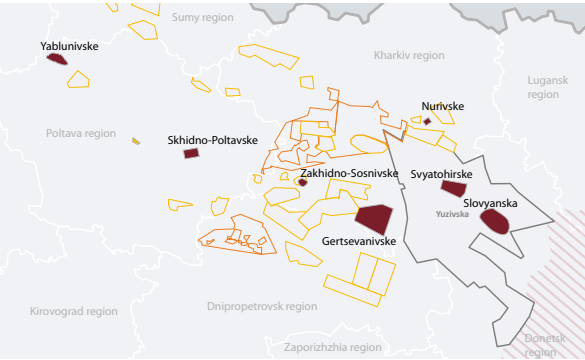 Sumy region
Yablunivske
Kharkiv region
Lugansk
region
Nurivske
Poltava region
Skhidno-Poltavske
Zakhidno-Sosnivske
Svyatohirske
Slovyanska
Yuzivska
Gertsevanivske
Kirovograd region
Dnipropetrovsk region
Zaporizhzhia region
Donetsk
region